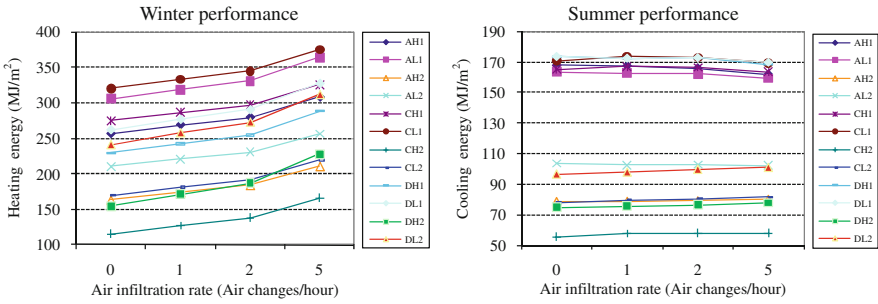 Winter performance
Heating energy (MJ/m²)
400
350
300
250
200
150
100
0 1 2 5
Air infiltration rate (Air changes/hour)
AH1
AL1
AH2
AL2
CH1
CL1
CH2
CL2
DH1
DL1
DH2
DL2
Summer performance
Cooling energy (MJ/m²)
190
170
150
130
110
90
70
50
0 1 2 5
Air infiltration rate (Air changes/hour)
AH1
AL1
AH2
AL2
CH1
CL1
CH2
CL2
DH1
DL1
DH2
DL2